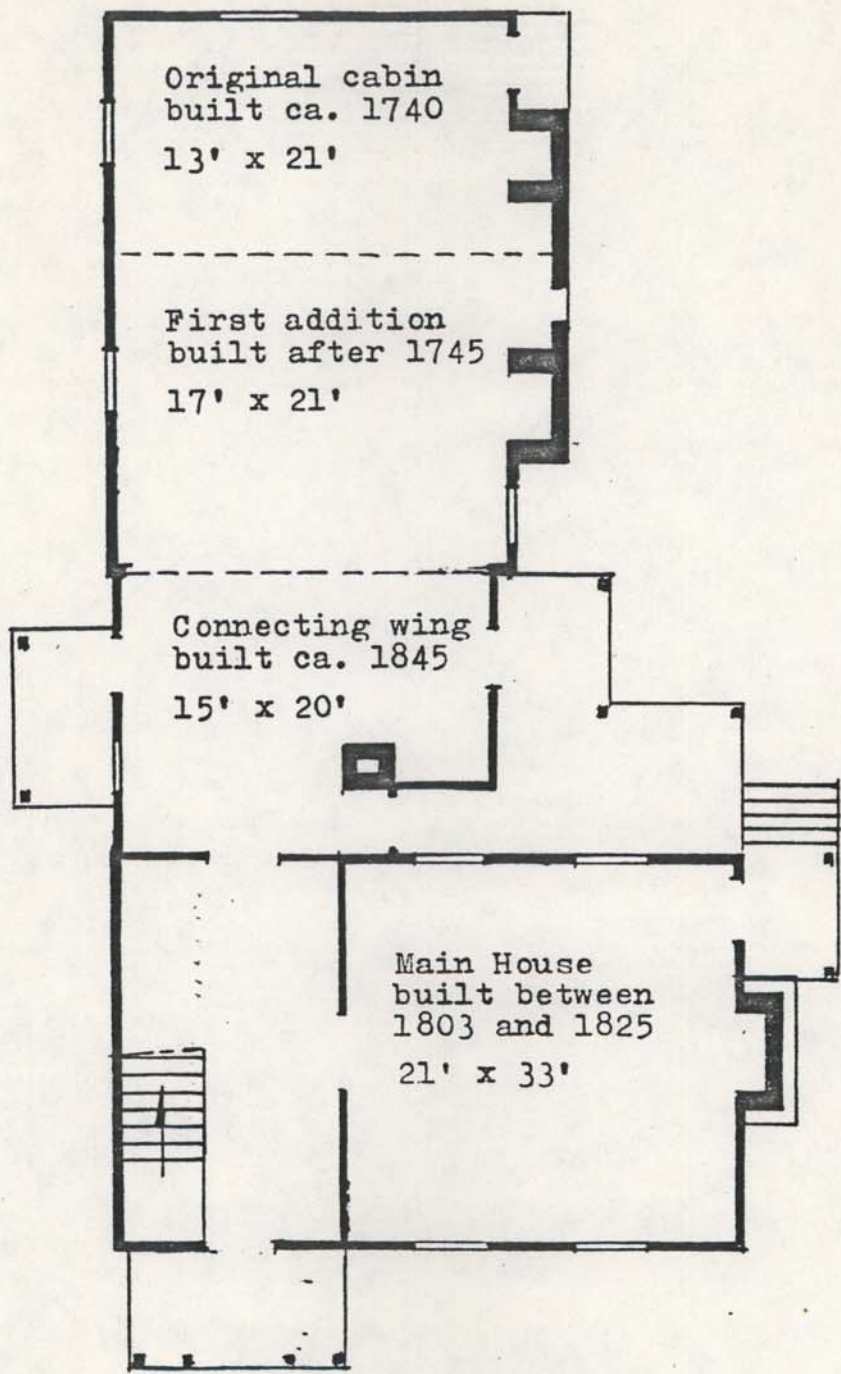 Original cabin
built ca. 1740
13' x 21'
First addition
built after 1745
17' x 21'
Connecting wing
built ca. 1845
15' x 20'
Main House
built between
1803 and 1825
21' x 33'